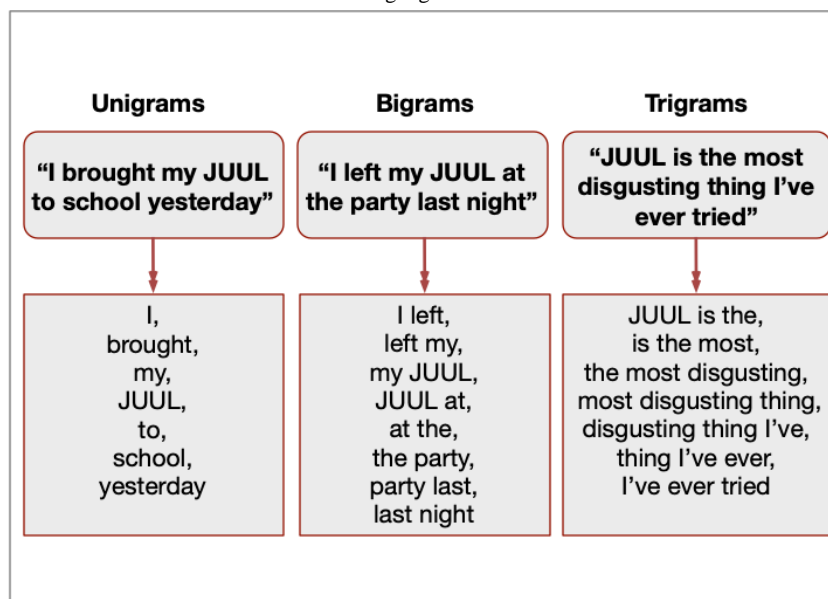 Unigrams
“I brought my JUUL
to school yesterday”
I,
brought,
my,
JUUL,
to,
school,
yesterday
Bigrams
“I left my JUUL at
the party last night”
I left,
left my,
my JUUL,
JUUL at,
at the,
the party,
party last,
last night
Trigrams
“JUUL is the most
disgusting thing I’ve
ever tried”
JUUL is the,
is the most,
the most disgusting,
most disgusting thing,
disgusting thing I’ve,
thing I’ve ever,
I’ve ever tried